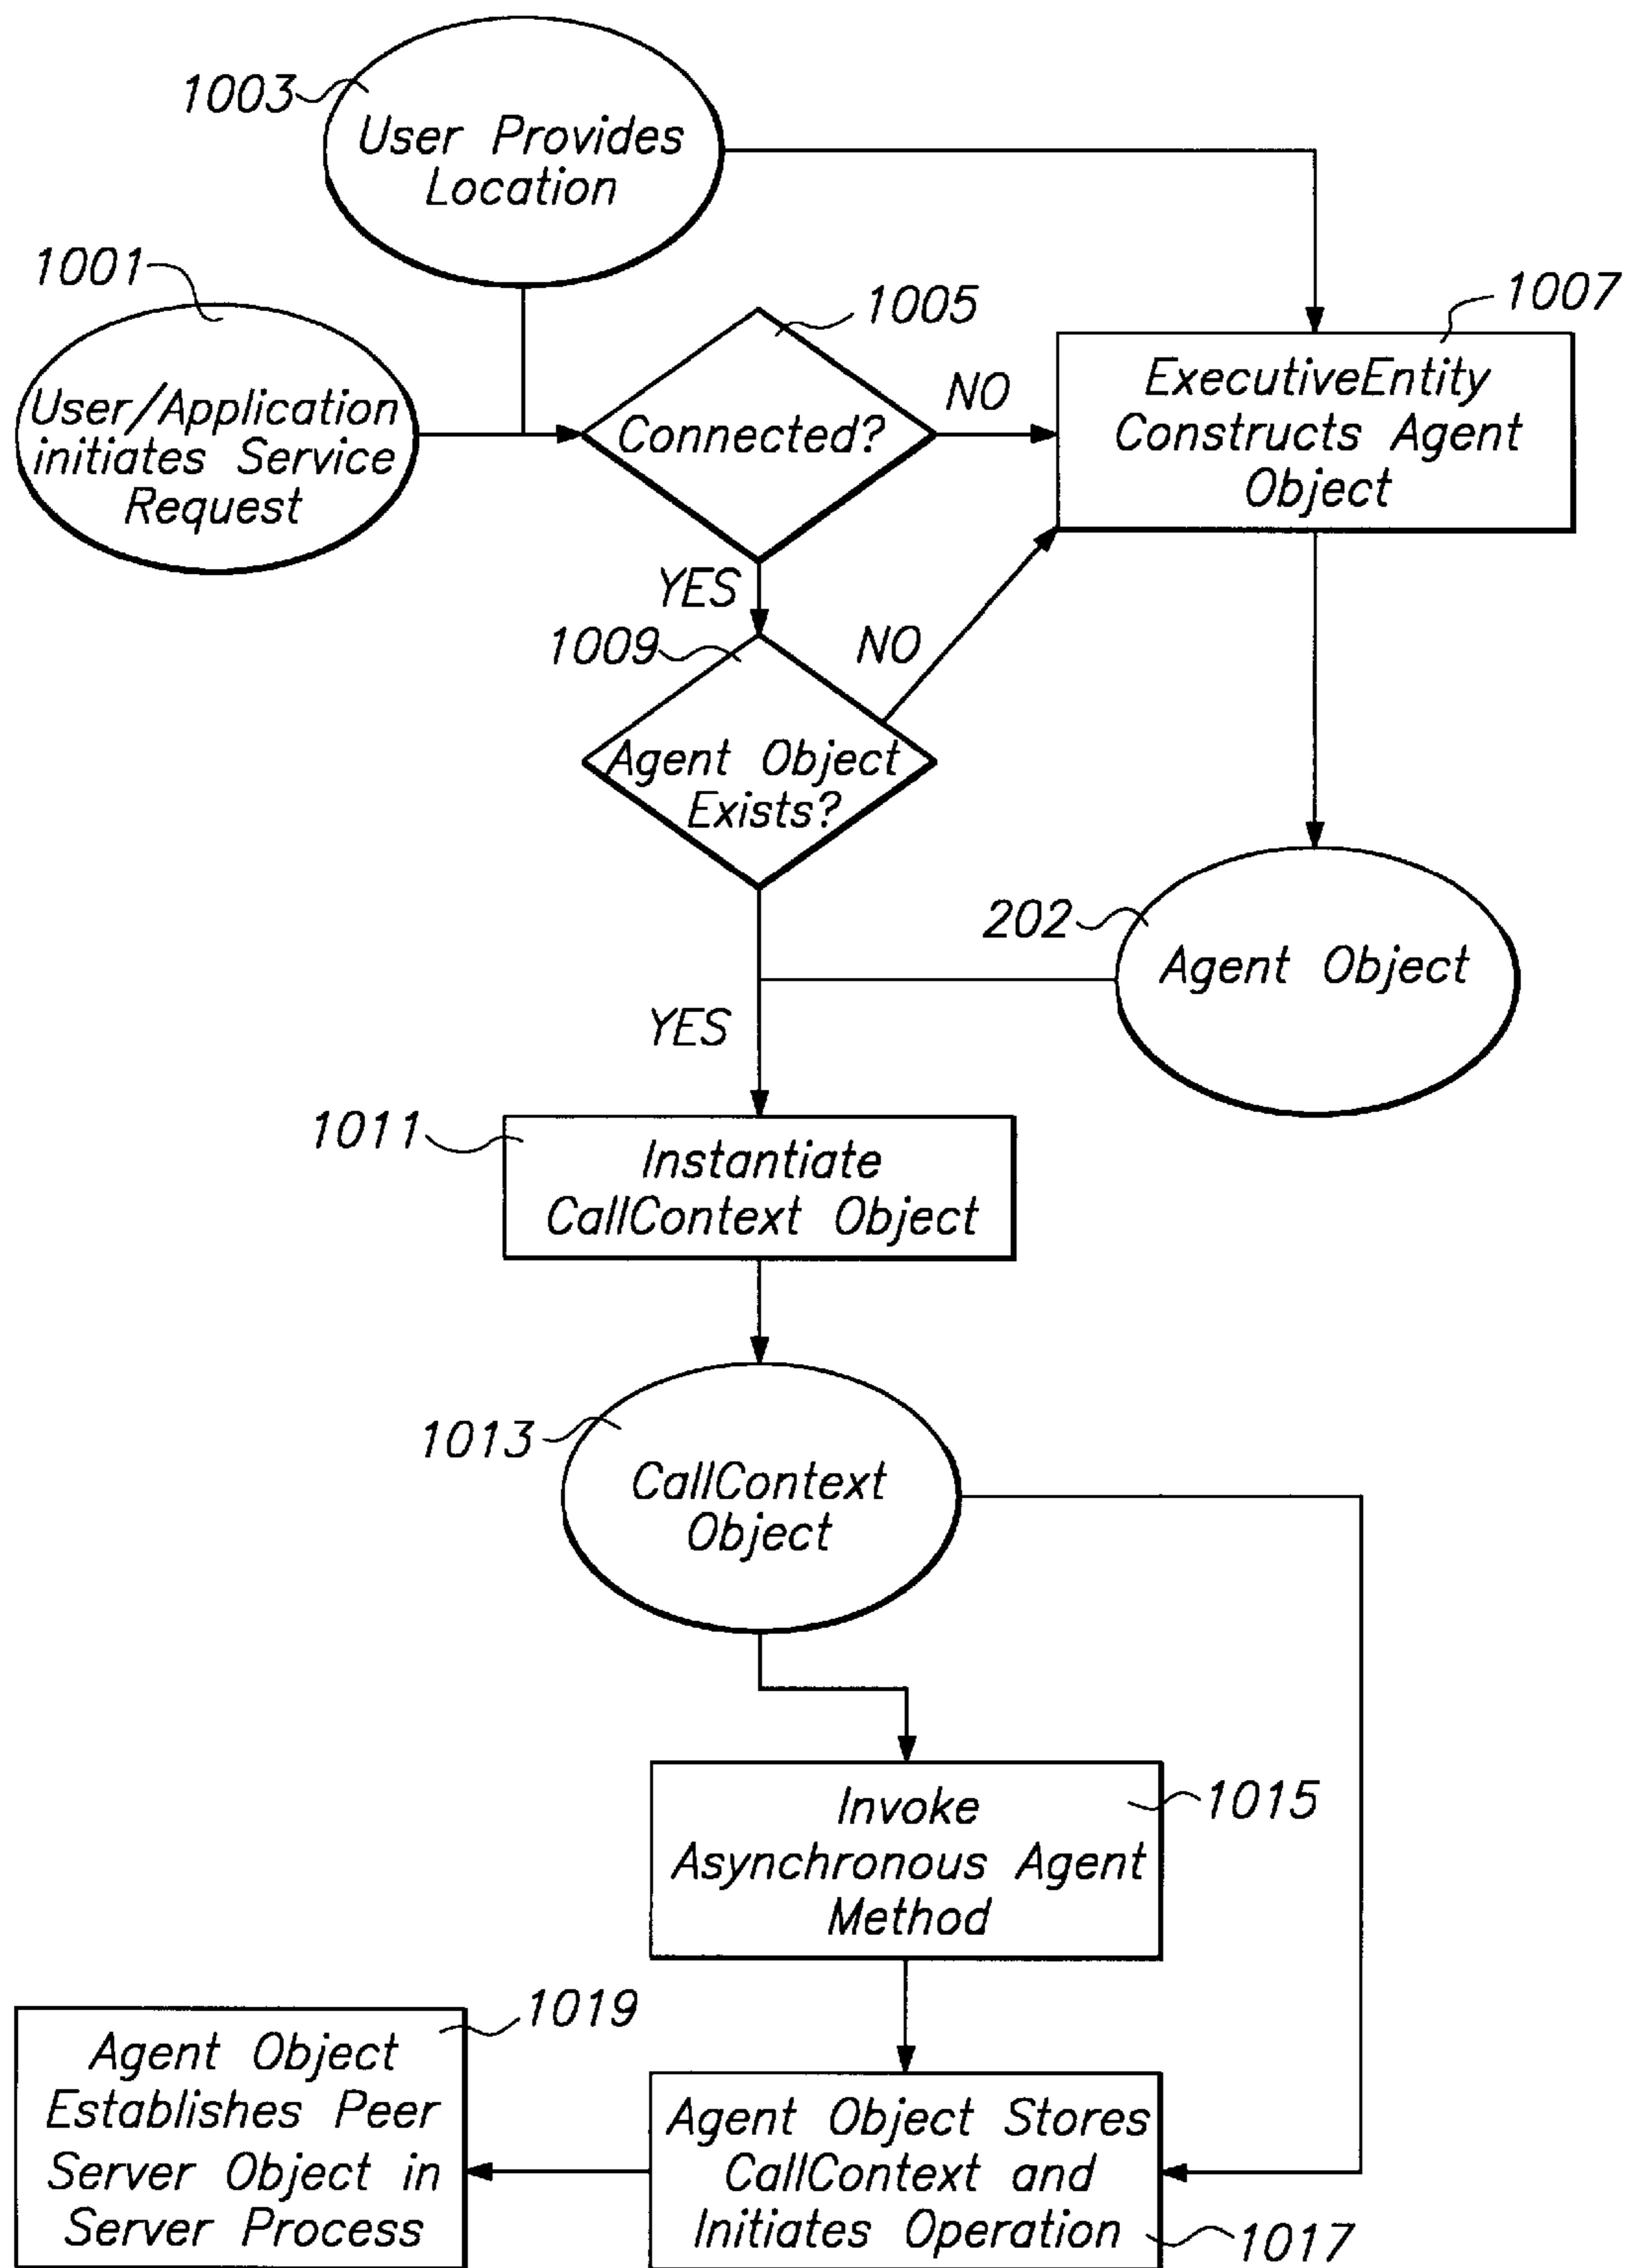 1003
User Provides
Location
1001
User/Application
initiates Service
Request
1005
Connected?
NO
1007
ExecutiveEntity
Constructs Agent
Object
YES
1009
NO
Agent Object
Exists?
202
Agent Object
YES
1011
Instantiate
CallContext Object
1013
CallContext
Object
Invoke
Asynchronous Agent
Method
1015
1019
Agent Object
Establishes Peer
Server Object in
Server Process
Agent Object Stores
CallContext and
Initiates Operation
1017